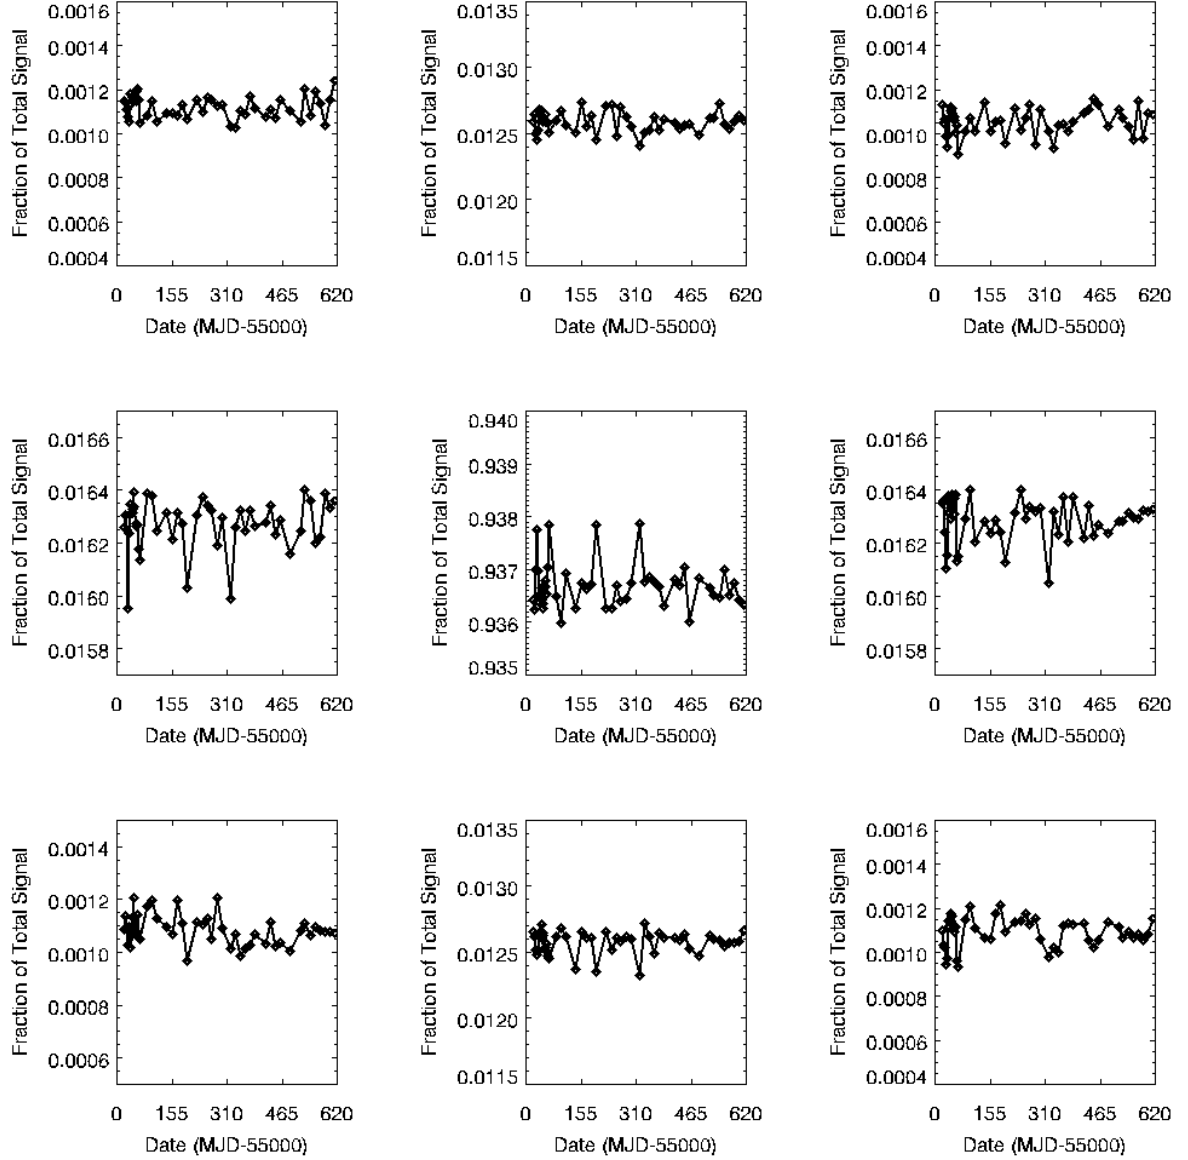 0.0016
0.0014
0.0012
0.0010
0.0008
0.0006
0.0004
Fraction of Total Signal
0 155 310 465 620
Date (MJD-55000)
0.0135
0.0130
0.0125
0.0120
0.0115
Fraction of Total Signal
0 155 310 465 620
Date (MJD-55000)
0.0016
0.0014
0.0012
0.0010
0.0008
0.0006
0.0004
Fraction of Total Signal
0 155 310 465 620
Date (MJD-55000)
0.0166
0.0164
0.0162
0.0160
0.0158
Fraction of Total Signal
0 155 310 465 620
Date (MJD-55000)
0.940
0.939
0.938
0.937
0.936
0.935
Fraction of Total Signal
0 155 310 465 620
Date (MJD-55000)
0.0166
0.0164
0.0162
0.0160
0.0158
Fraction of Total Signal
0 155 310 465 620
Date (MJD-55000)
0.0014
0.0012
0.0010
0.0008
0.0006
Fraction of Total Signal
0 155 310 465 620
Date (MJD-55000)
0.0135
0.0130
0.0125
0.0120
0.0115
Fraction of Total Signal
0 155 310 465 620
Date (MJD-55000)
0.0016
0.0014
0.0012
0.0010
0.0008
0.0006
0.0004
Fraction of Total Signal
0 155 310 465 620
Date (MJD-55000)